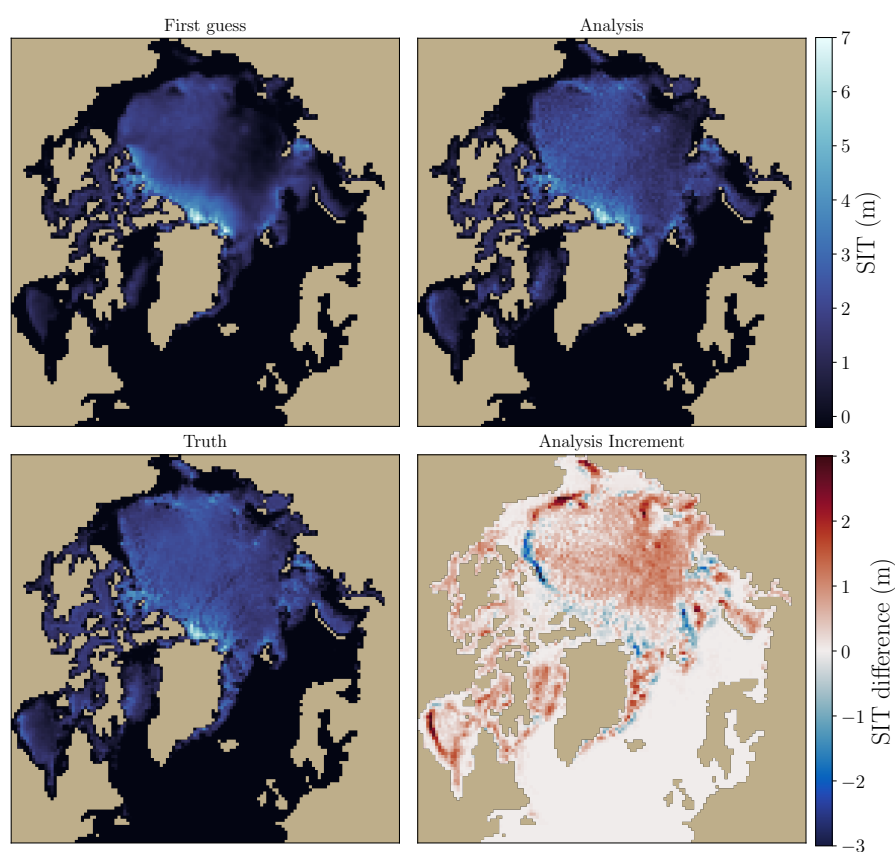 First guess
Analysis
7
6
5
4
3
2
1
0
SIT (m)
Truth
Analysis Increment
3
2
1
0
−1
−2
−3
SIT difference (m)